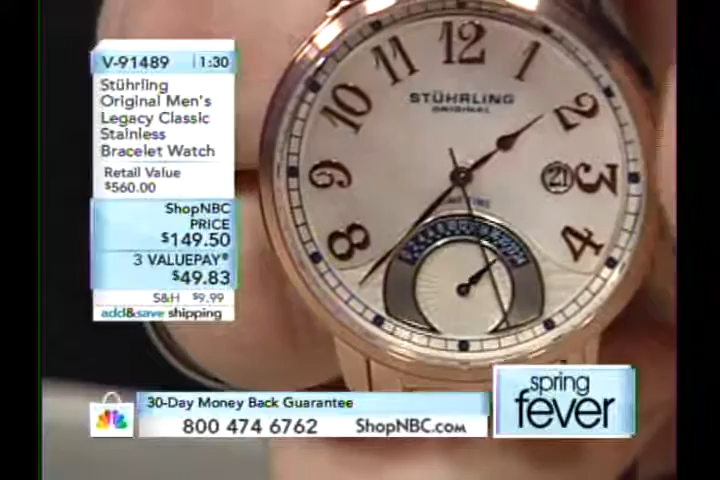 V-91489 1:30
Stührling
Original Men's
Legacy Classic
Stainless
Bracelet Watch
Retail Value
$560.00
ShopNBC
PRICE
$149.50
3 VALUEPAY®
$49.83
S&H $9.99
add&save shipping
12
11 1
10 2
STÜHRLING
ORIGINAL
9 21 3
8 4
30-Day Money Back Guarantee
800 474 6762 ShopNBC.com
spring
fever